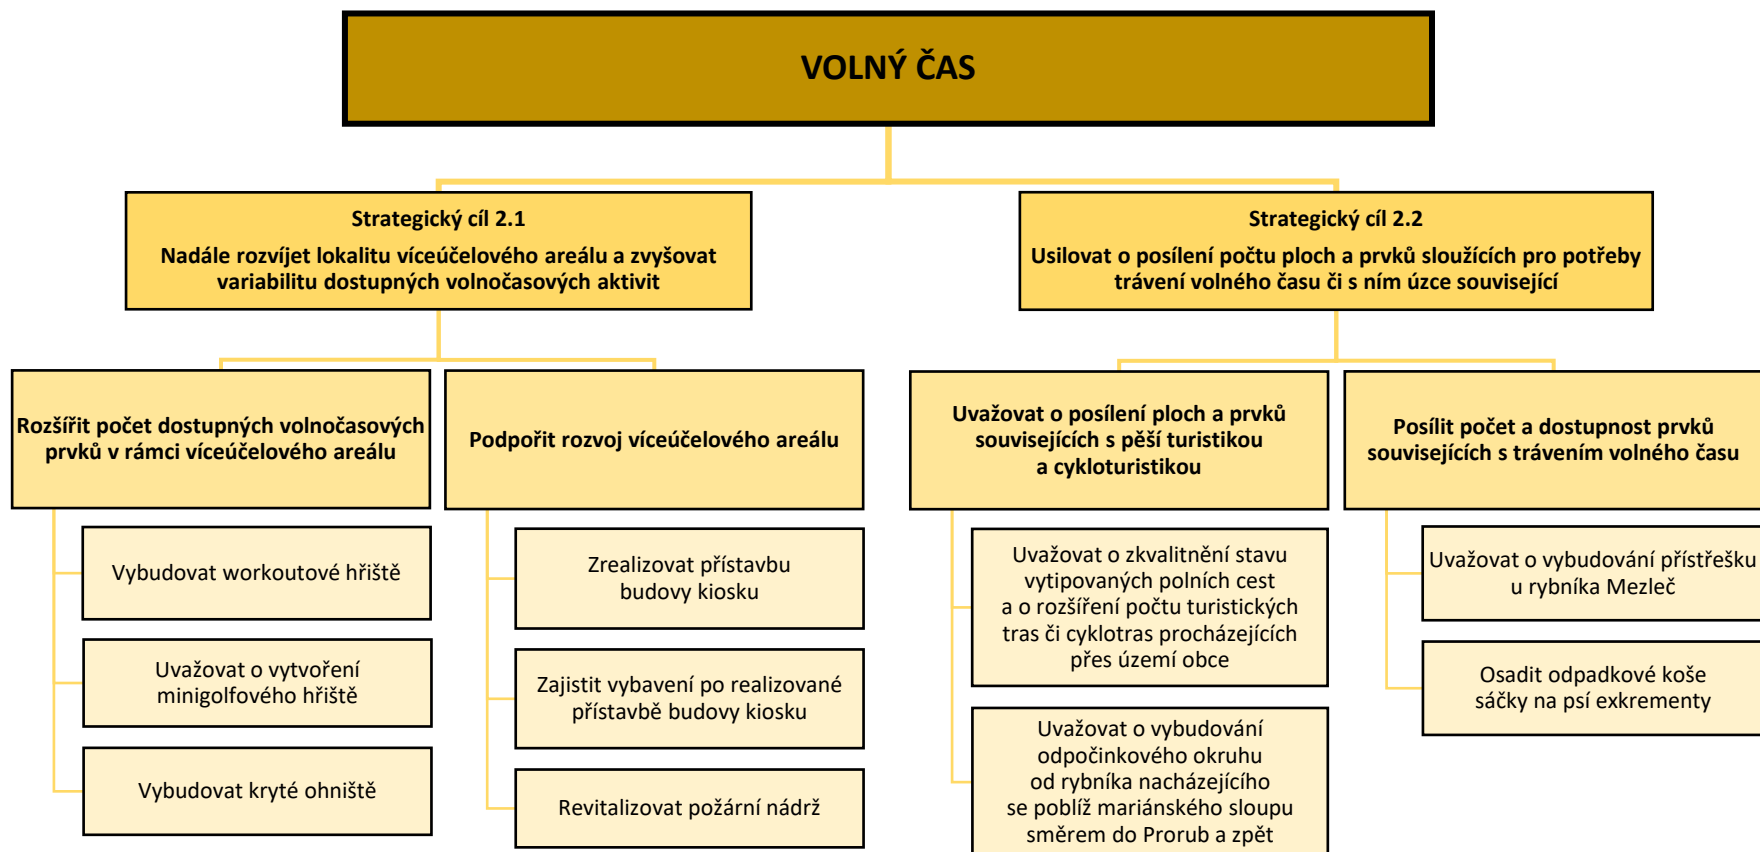 VOLNÝ ČAS
Strategický cíl 2.1
Nadále rozvíjet lokalitu víceúčelového areálu a zvyšovat
variabilitu dostupných volnočasových aktivit
Strategický cíl 2.2
Usilovat o posílení počtu ploch a prvků sloužících pro potřeby
trávení volného času či s ním úzce související
Rozšířit počet dostupných volnočasových
prvků v rámci víceúčelového areálu
Vybudovat workoutové hřiště
Uvažovat o vytvoření
minigolfového hřiště
Vybudovat kryté ohniště
Podpořit rozvoj víceúčelového areálu
Zrealizovat přístavbu
budovy kiosku
Zajistit vybavení po realizované
přístavbě budovy kiosku
Revitalizovat požární nádrž
Uvažovat o posílení ploch a prvků
souvisejících s pěší turistikou
a cykloturistikou
Uvažovat o zkvalitnění stavu
vytipovaných polních cest
a o rozšíření počtu turistických
tras či cyklotras procházejících
přes území obce
Uvažovat o vybudování
odpočinkového okruhu
od rybníka nacházejícího
se poblíž mariánského sloupu
směrem do Prorub a zpět
Posílit počet a dostupnost prvků
souvisejících s trávením volného času
Uvažovat o vybudování přístřešku
u rybníka Mezleč
Osadit odpadkové koše
sáčky na psí exkrementy